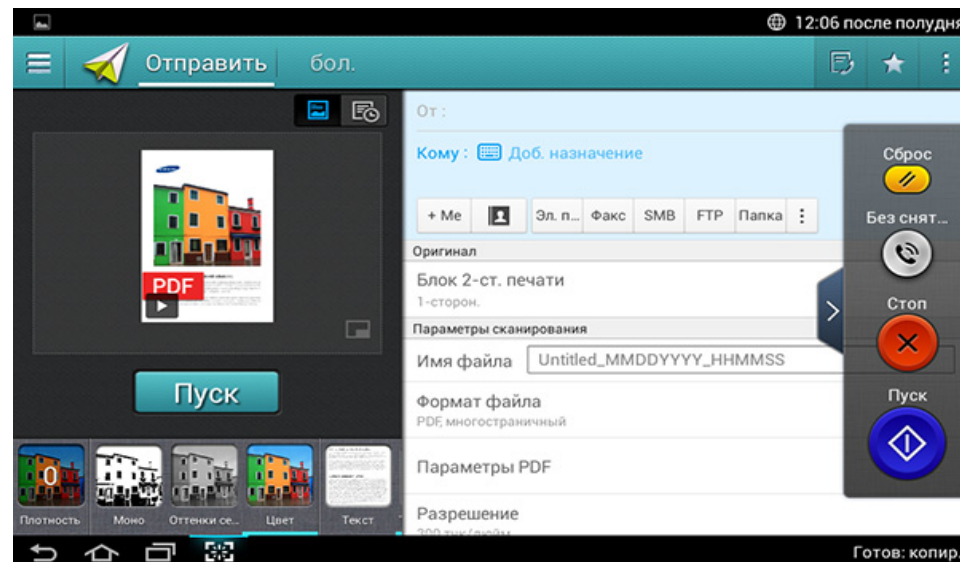 12:06 после полудня
Отправить бол.
От :
Кому : Доб. назначение
+ Me Эл. п... Факс SMB FTP Папка
Оригинал
Блок 2-ст. печати
1-сторон.
Параметры сканирования
Имя файла Untitled_MMDDYYYY_HHMMSS
Формат файла
PDF, многостраничный
Параметры PDF
Разрешение
Сброс
Без снят...
Стоп
Пуск
PDF
Пуск
0
Плотность Моно Оттенки се... Цвет Текст
Готов: копир.